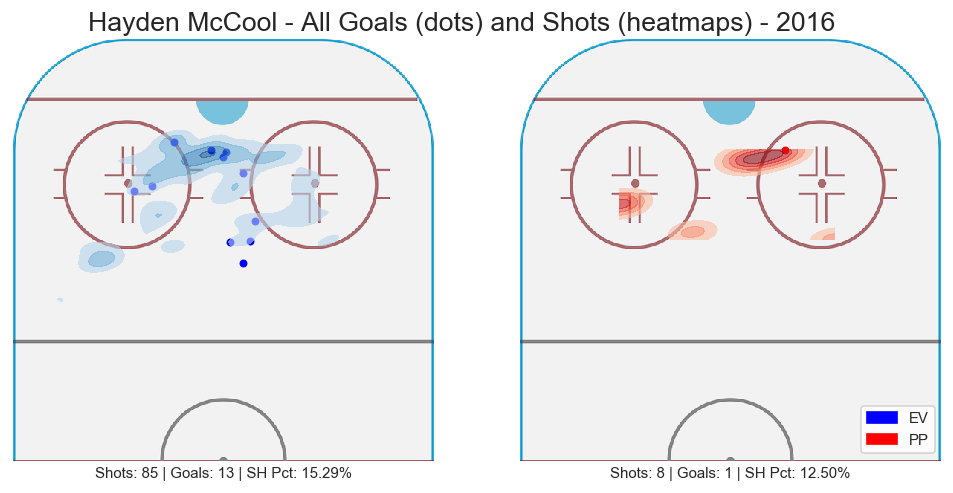 Hayden McCool - All Goals (dots) and Shots (heatmaps) - 2016
EV
PP
Shots: 85 | Goals: 13 | SH Pct: 15.29%
Shots: 8 | Goals: 1 | SH Pct: 12.50%